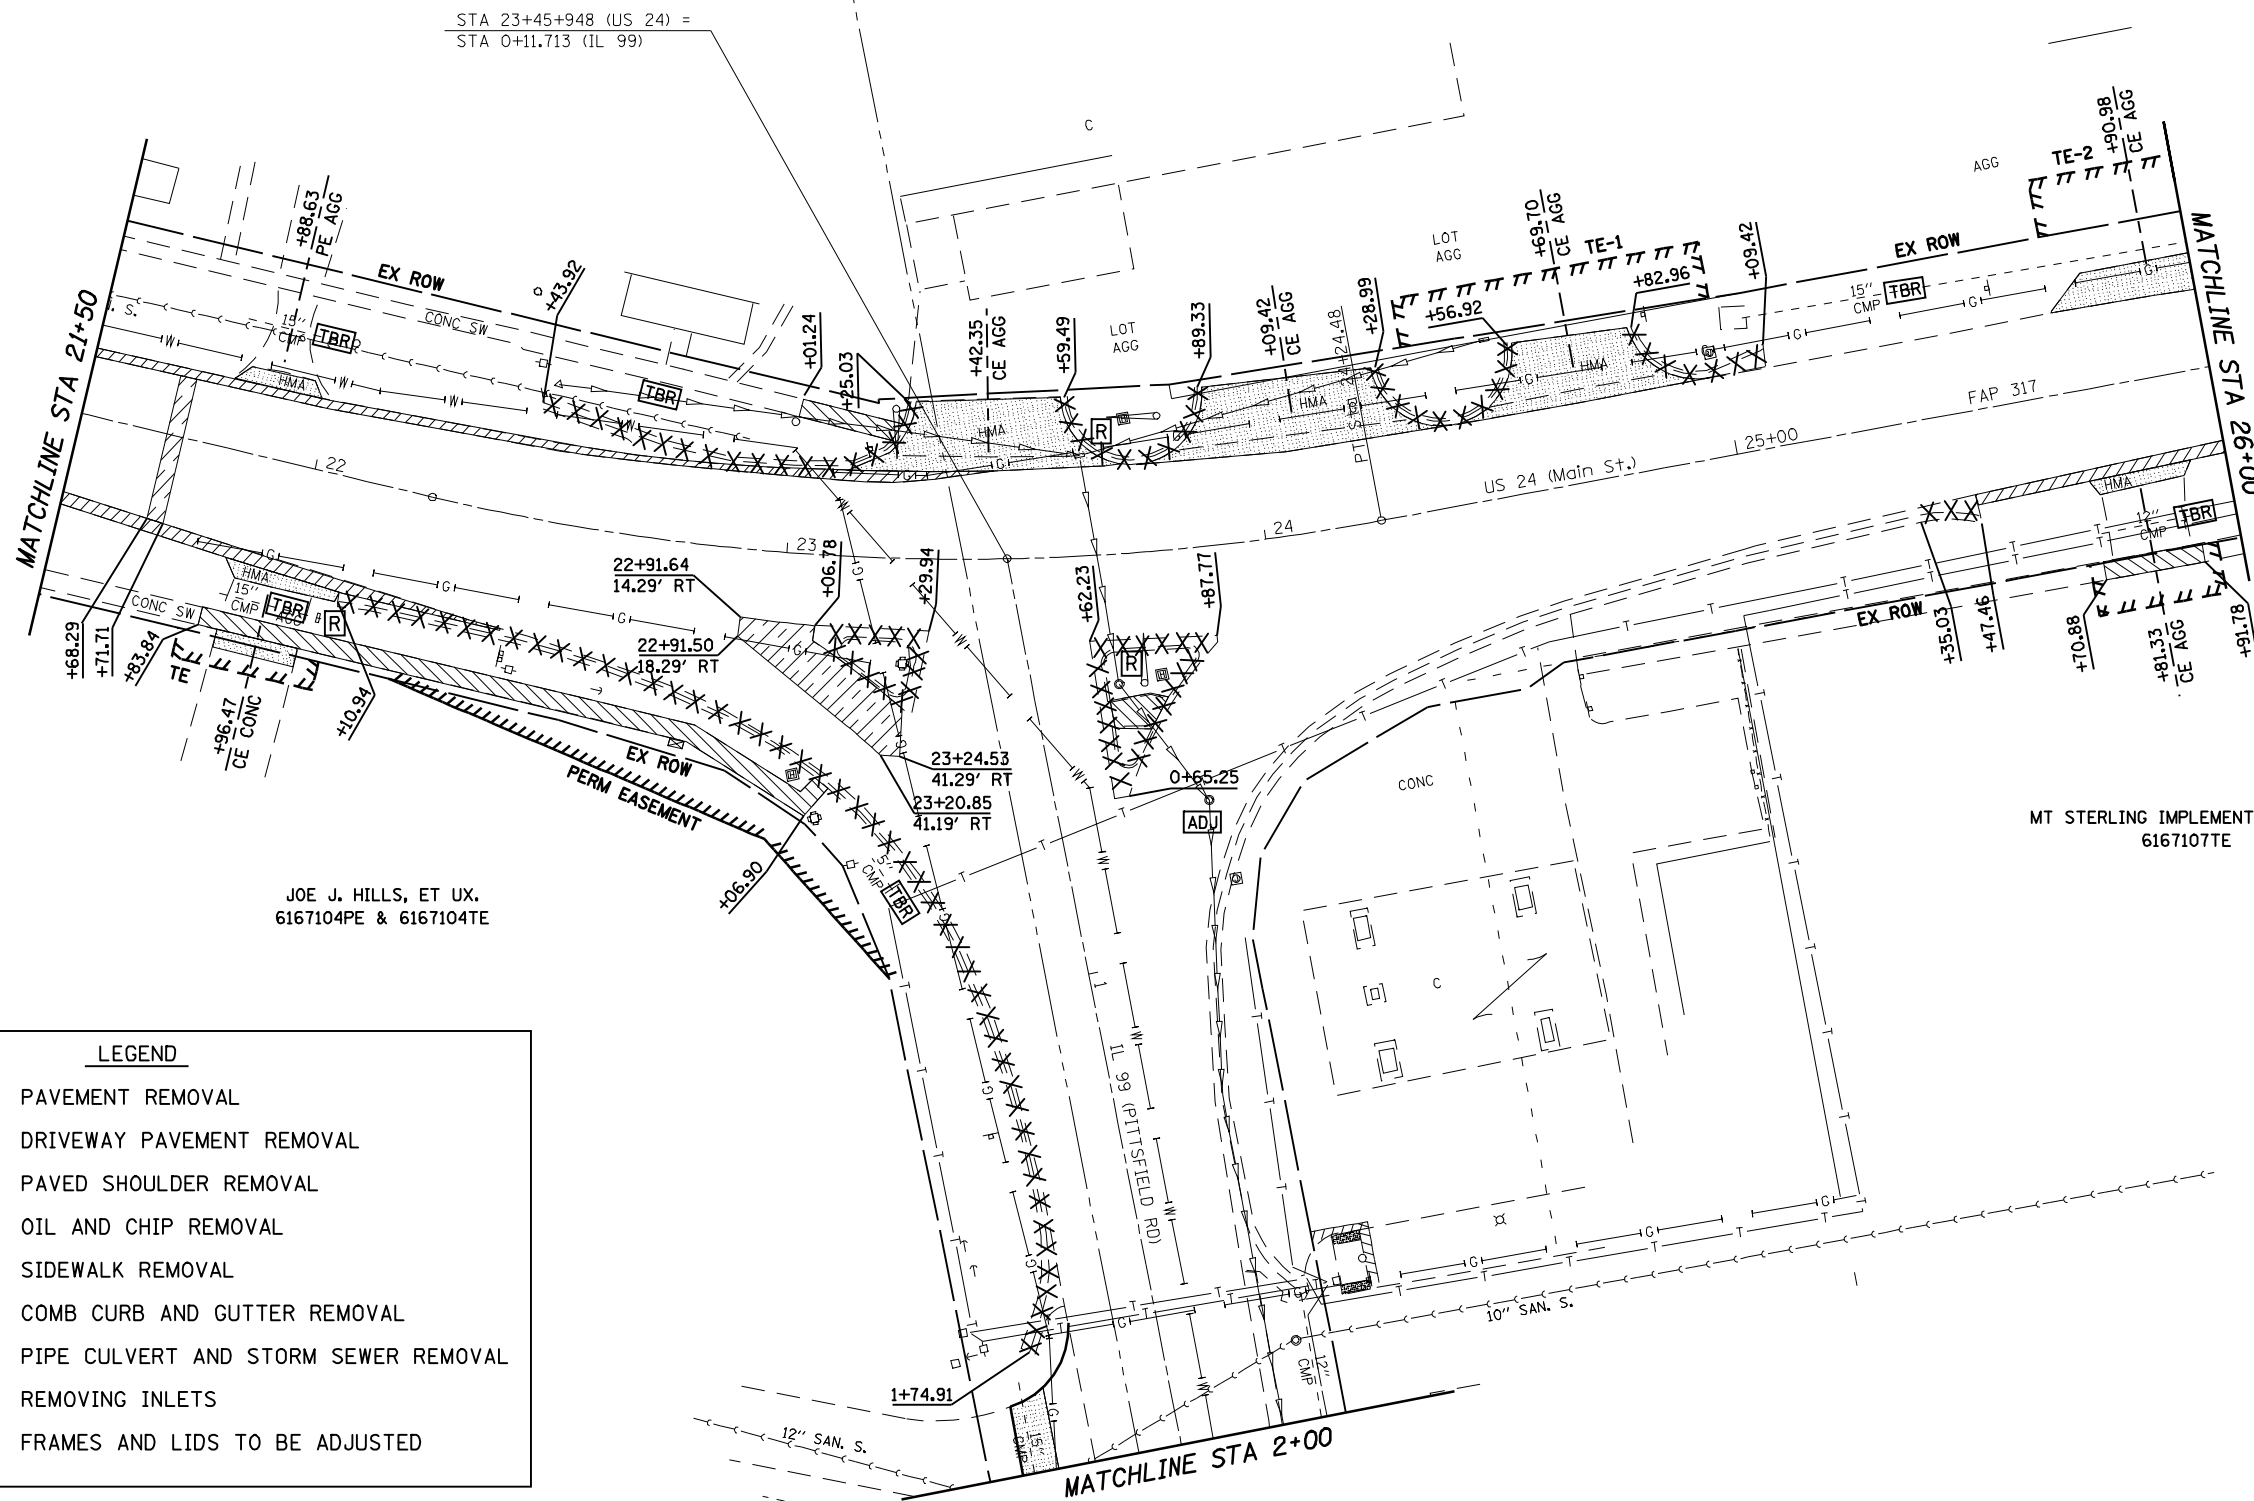 STA 23+45+948 (US 24) =
STA 0+11.713 (IL 99)
C
+90.98
CE AGG
TE-2
AGG
+88.63
PE AGG
EX ROW
+43.92
CONC SW
15"
CMP
TBR
S.
W
HMA
W
TBR
+01.24
+25.03
+42.35
CE AGG
+59.49
LOT
AGG
+89.33
+09.42
CE AGG
+28.99
LOT
AGG
+69.70
CE AGG
TE-1
+56.92
+82.96
+09.42
EX ROW
15"
CMP
TBR
G
G
G
HMA
HMA
HMA
R
G
G
G
W
PT STA 24+24.48
MATCHLINE STA 21+50
MATCHLINE STA 26+00
22
23
24
25+00
US 24 (Main St.)
FAP 317
HMA
12"
CMP
TBR
+68.29
+71.71
+83.84
TE
CONC SW
HMA
15"
CMP
TBR
AGG
R
G
G
G
+96.47
CE CONC
+10.94
22+91.64
14.29' RT
22+91.50
18.29' RT
+06.78
+29.94
+62.23
+87.77
R
G
G
W
W
W
EX ROW
PERM EASEMENT
23+24.53
41.29' RT
23+20.85
41.19' RT
0+65.25
ADJ
+06.90
CMP
TBR
T
T
T
EX ROW
+35.03
+47.46
+70.88
+81.33
CE AGG
+91.78
CONC
MT STERLING IMPLEMENT
6167107TE
JOE J. HILLS, ET UX.
6167104PE & 6167104TE
C
1
IL 99 (PITTSFIELD RD)
LEGEND
PAVEMENT REMOVAL
DRIVEWAY PAVEMENT REMOVAL
PAVED SHOULDER REMOVAL
OIL AND CHIP REMOVAL
SIDEWALK REMOVAL
COMB CURB AND GUTTER REMOVAL
PIPE CULVERT AND STORM SEWER REMOVAL
REMOVING INLETS
FRAMES AND LIDS TO BE ADJUSTED
G
G
G
T
T
T
10" SAN. S.
12"
CMP
1+74.91
12" SAN. S.
15"
CMP
MATCHLINE STA 2+00